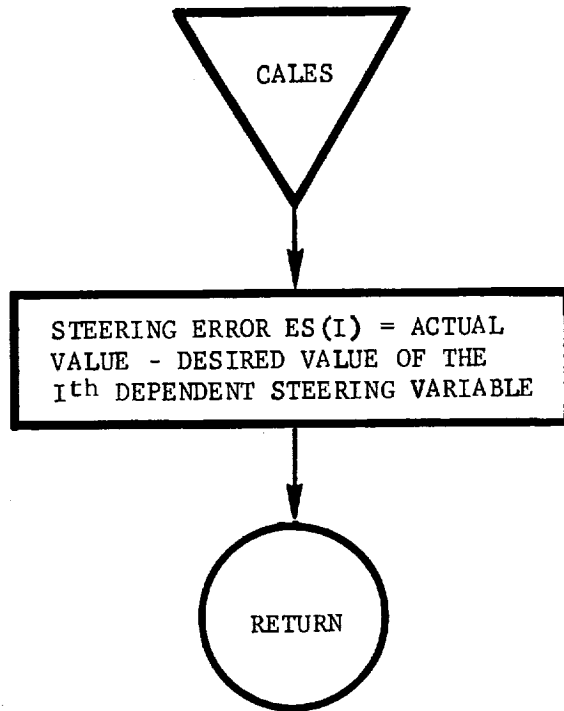 CALES
STEERING ERROR ES(I) = ACTUAL
VALUE - DESIRED VALUE OF THE
Ith DEPENDENT STEERING VARIABLE
RETURN